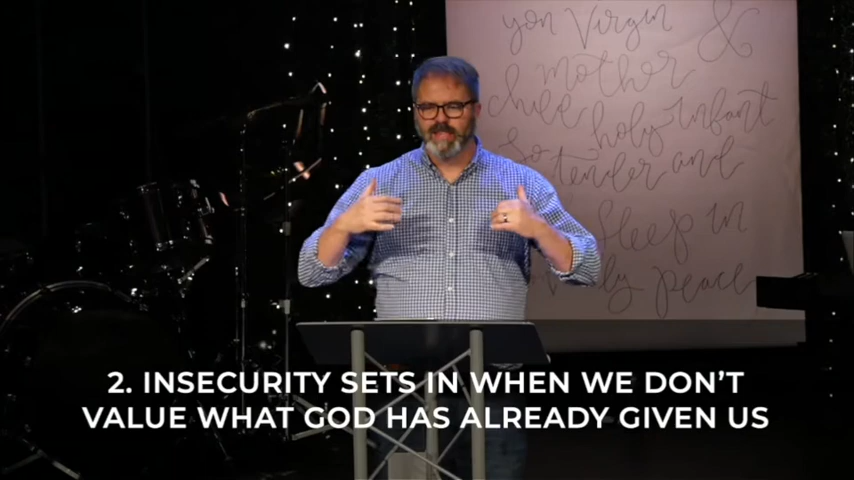 yon Virgin
mother &
child holy Infant
So tender and
Sleep in
peace
2. INSECURITY SETS IN WHEN WE DON'T
VALUE WHAT GOD HAS ALREADY GIVEN US